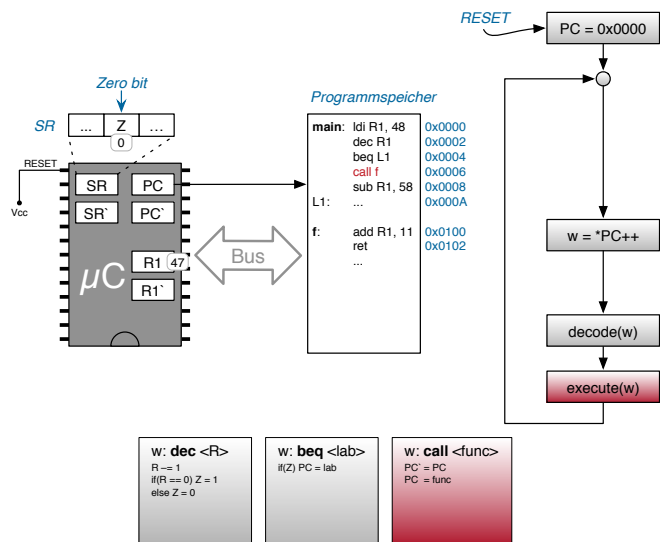 RESET
PC = 0x0000
Zero bit
Programmspeicher
SR
... Z ...
0
main: ldi R1, 48 0x0000
dec R1 0x0002
beq L1 0x0004
call f 0x0006
sub R1, 58 0x0008
L1: ... 0x000A
f: add R1, 11 0x0100
ret 0x0102
...
RESET
Vcc
SR PC
SR` PC`
R1 47
R1`
µC
Bus
w = *PC++
decode(w)
execute(w)
w: dec <R>
R -= 1
if(R == 0) Z = 1
else Z = 0
w: beq <lab>
if(Z) PC = lab
w: call <func>
PC` = PC
PC = func